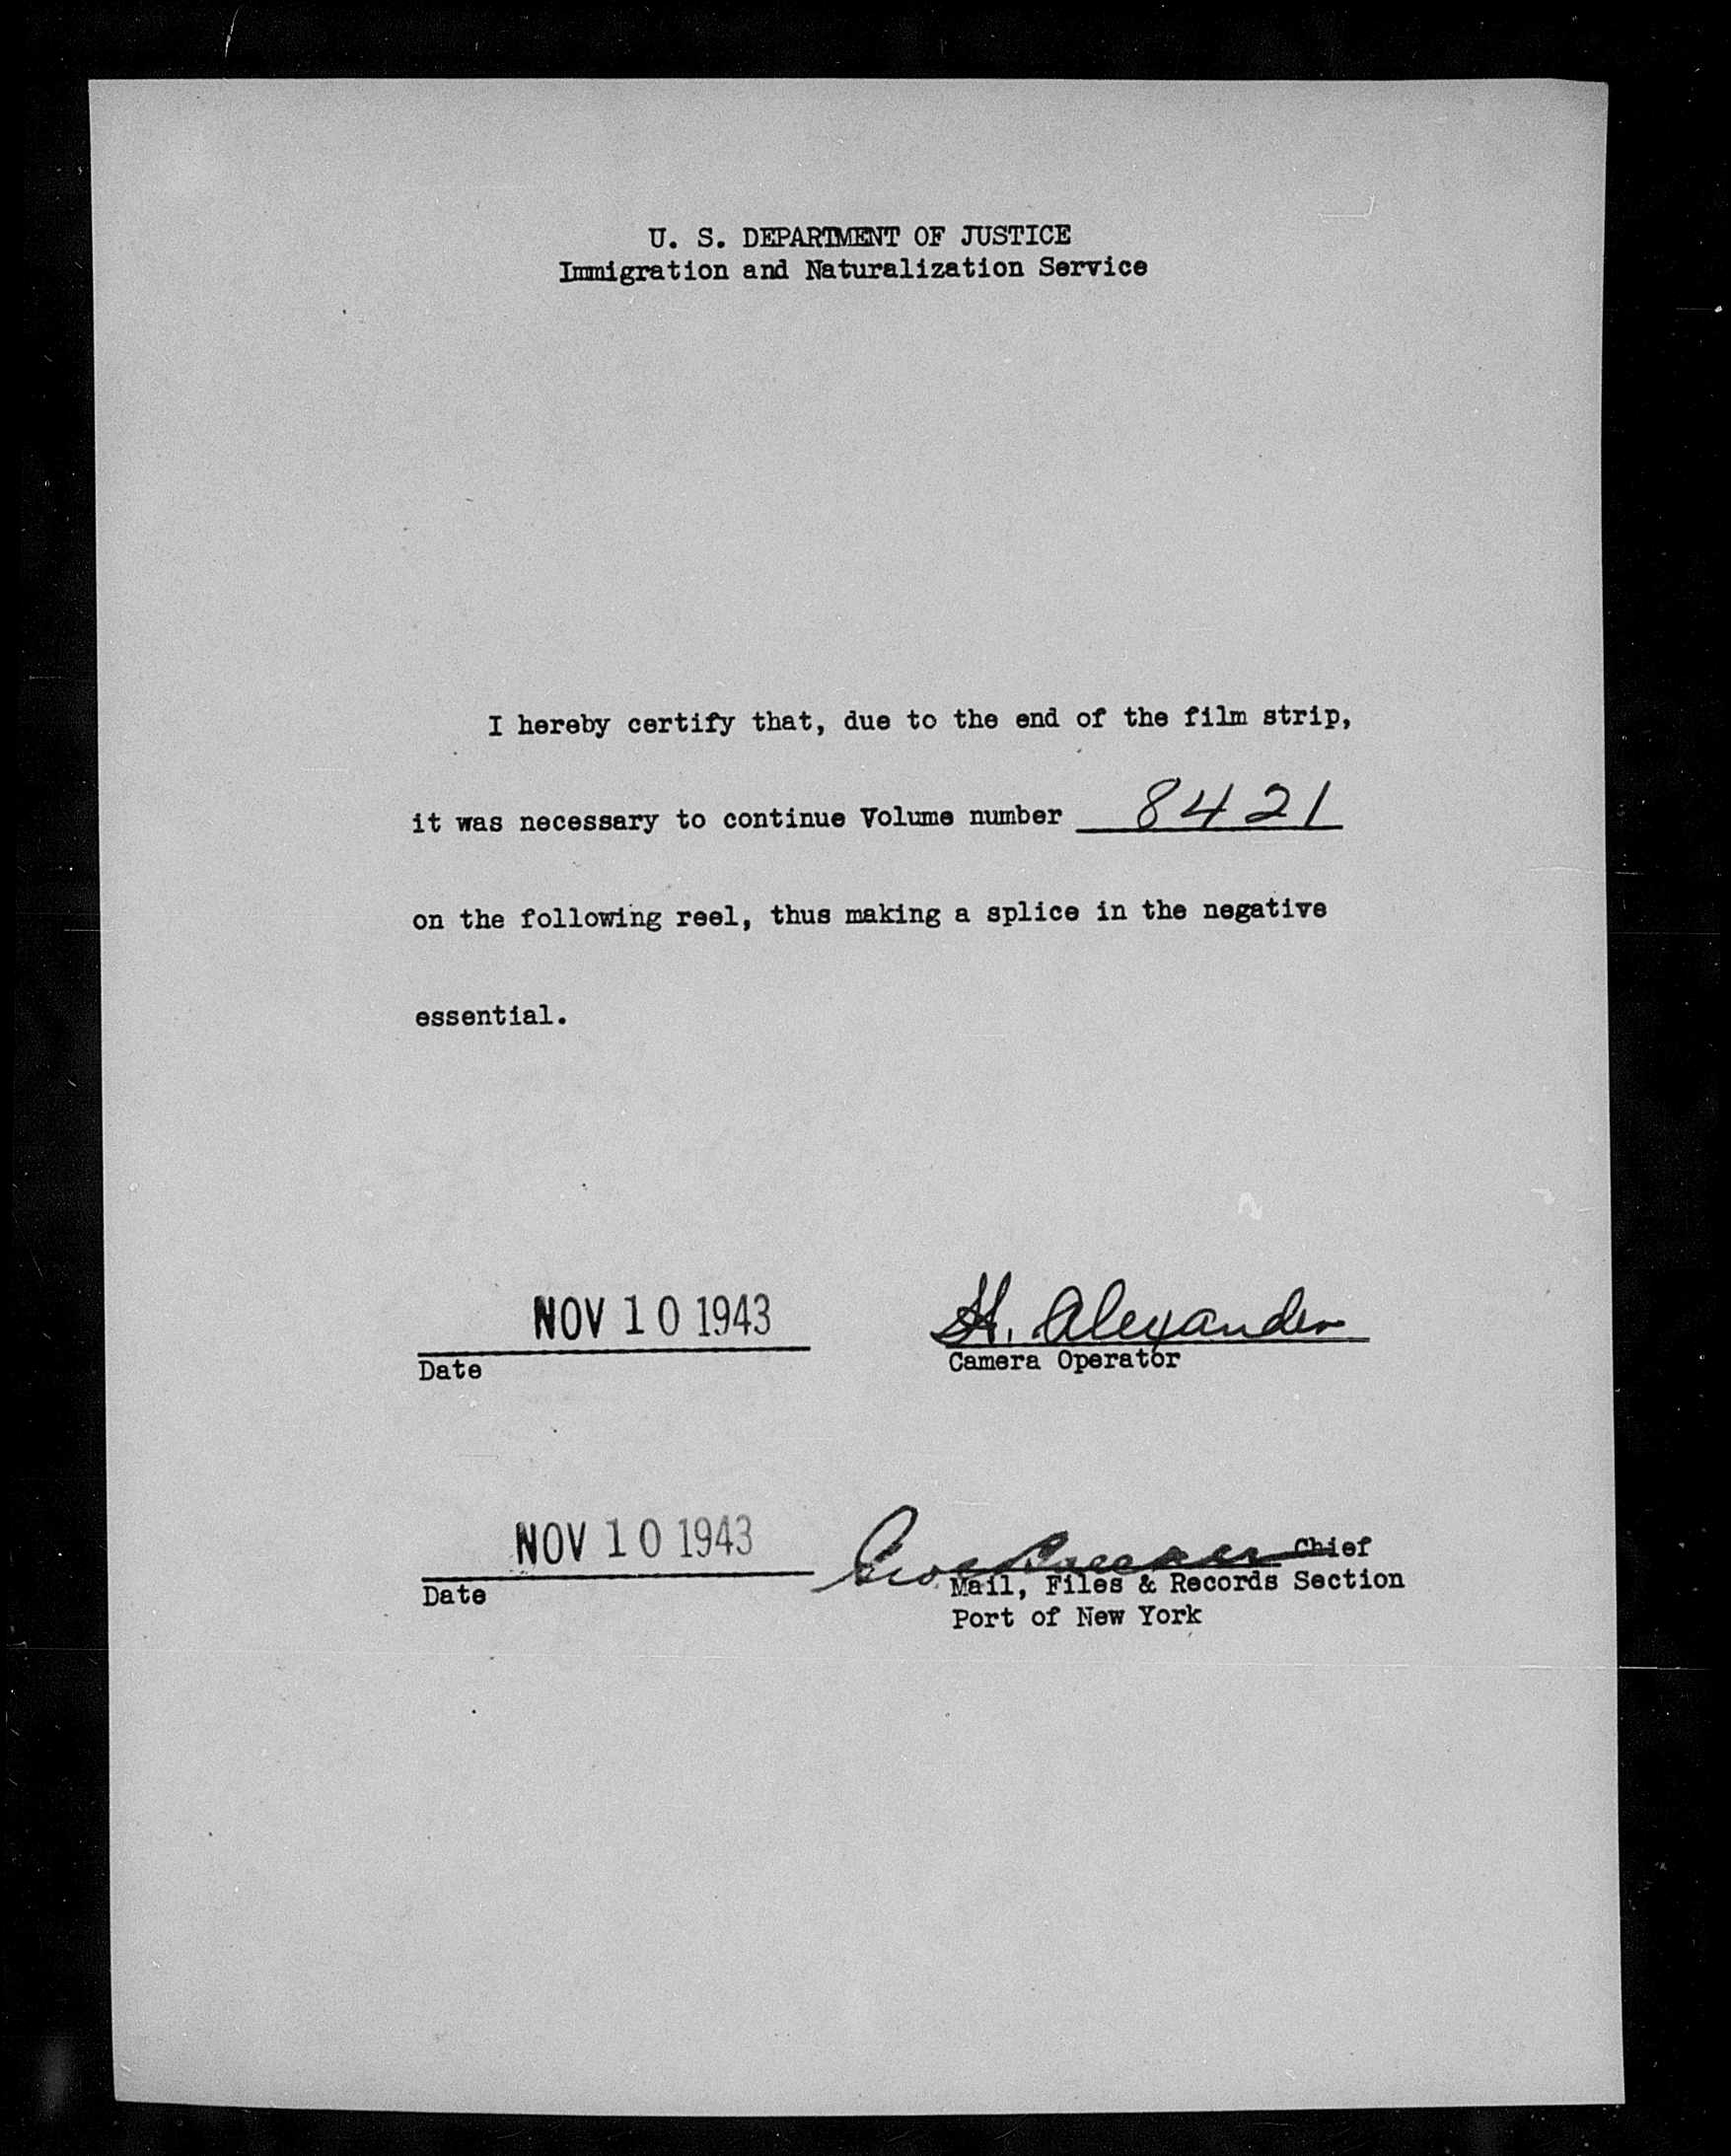 U. S. DEPARTMENT OF JUSTICE
Immigration and Naturalization Service
I hereby certify that, due to the end of the film strip,
it was necessary to continue Volume number 8421
on the following reel, thus making a splice in the negative
essential.
NOV 10 1943
H. Alexander
Date
Camera Operator
NOV 10 1943
Chief
Date
Mail, Files & Records Section
Port of New York